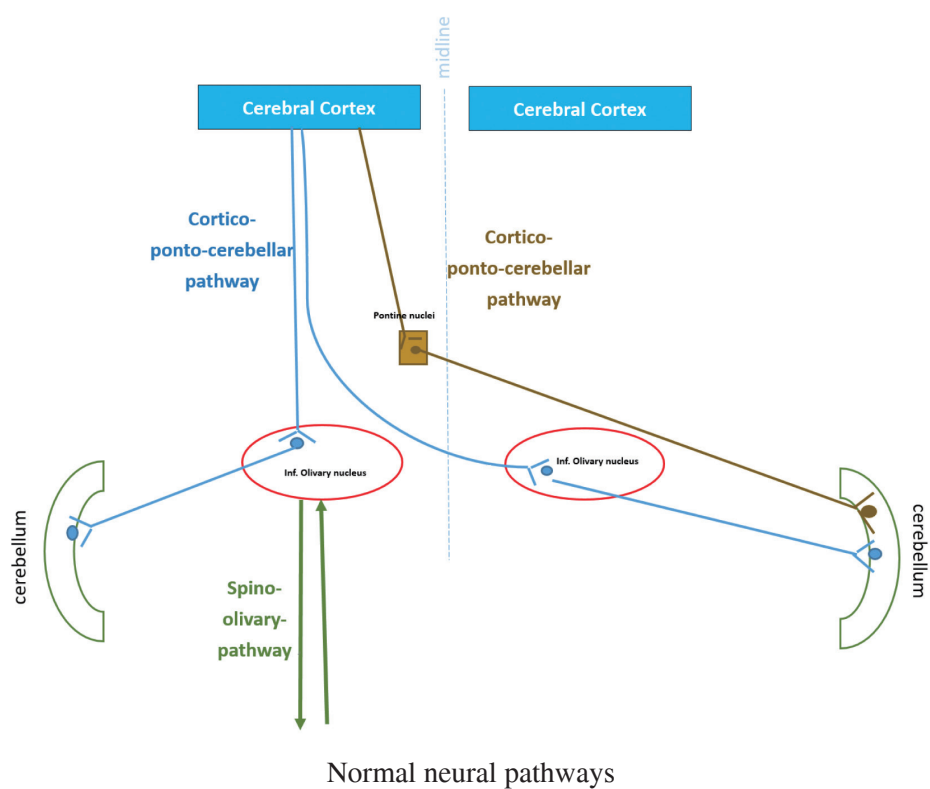 midline
Cerebral Cortex
Cerebral Cortex
Cortico-
ponto-cerebellar
pathway
Cortico-
ponto-cerebellar
pathway
Pontine nuclei
Inf. Olivary nucleus
Inf. Olivary nucleus
cerebellum
cerebellum
Spino-
olivary-
pathway
Normal neural pathways